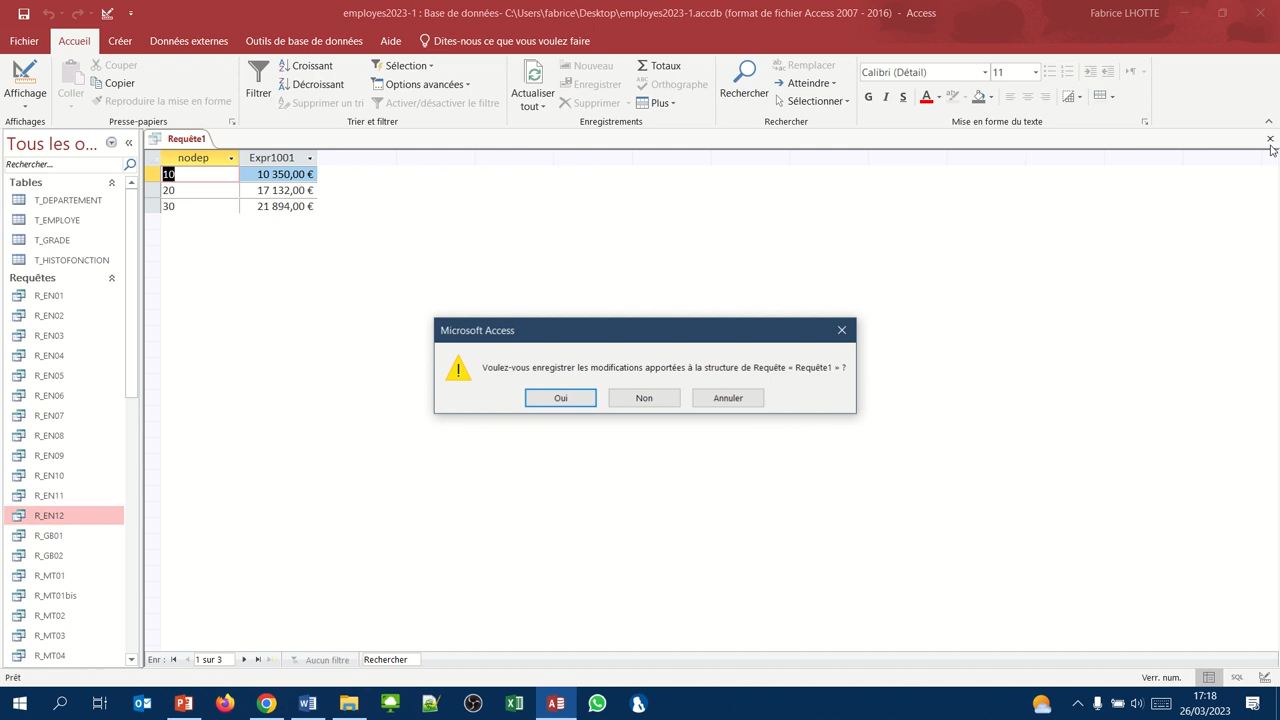 employes2023-1 : Base de données- C:\Users\fabrice\Desktop\employes2023-1.accdb (format de fichier Access 2007 - 2016) - Access
Fabrice LHOTTE
Fichier Accueil Créer Données externes Outils de base de données Aide Dites-nous ce que vous voulez faire
Affichage
Coller
Couper
Copier
Reproduire la mise en forme
Filtrer
Croissant
Décroissant
Supprimer un tri
Sélection
Options avancées
Activer/désactiver le filtre
Actualiser tout
Nouveau
Enregistrer
Supprimer
Totaux
Orthographe
Plus
Rechercher
Remplacer
Atteindre
Sélectionner
Calibri (Détail) 11
G I S A
Affichages Presse-papiers Trier et filtrer Enregistrements Rechercher Mise en forme du texte
Tous les o...
Rechercher...
Tables
T_DEPARTEMENT
T_EMPLOYE
T_GRADE
T_HISTOFONCTION
Requêtes
R_EN01
R_EN02
R_EN03
R_EN04
R_EN05
R_EN06
R_EN07
R_EN08
R_EN09
R_EN10
R_EN11
R_EN12
R_GB01
R_GB02
R_MT01
R_MT01bis
R_MT02
R_MT03
R_MT04
Requête1
nodep Expr1001
10 10 350,00 €
20 17 132,00 €
30 21 894,00 €
Microsoft Access
Voulez-vous enregistrer les modifications apportées à la structure de Requête « Requête1 » ?
Oui Non Annuler
Enr : 1 sur 3 Aucun filtre Rechercher
Prêt
Verr. num.
SQL
17:18
26/03/2023